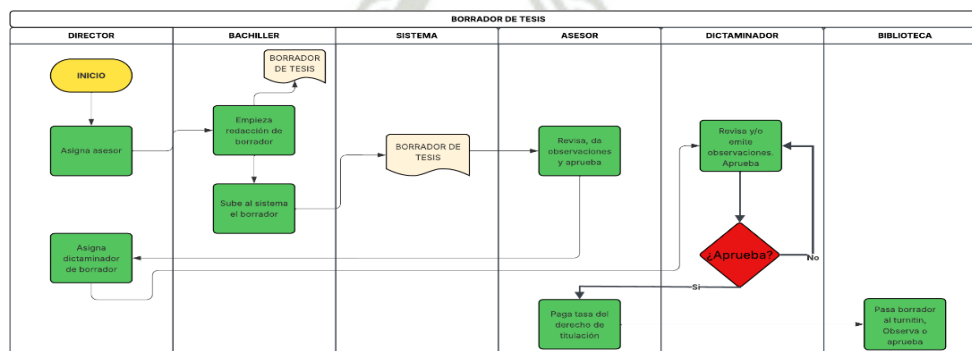 BORRADOR DE TESIS
DIRECTOR
BACHILLER
SISTEMA
ASESOR
DICTAMINADOR
BIBLIOTECA
INICIO
BORRADOR
DE TESIS
Asigna asesor
Empieza
redacción de
borrador
BORRADOR DE
TESIS
Revisa, da
observaciones
y aprueba
Revisa y/o
emite
observaciones.
Aprueba
Sube al sistema
el borrador
Asigna
dictaminador
de borrador
¿Aprueba?
No
Si
Paga tasa del
derecho de
titulación
Pasa borrador
al turnitin,
Observa o
aprueba